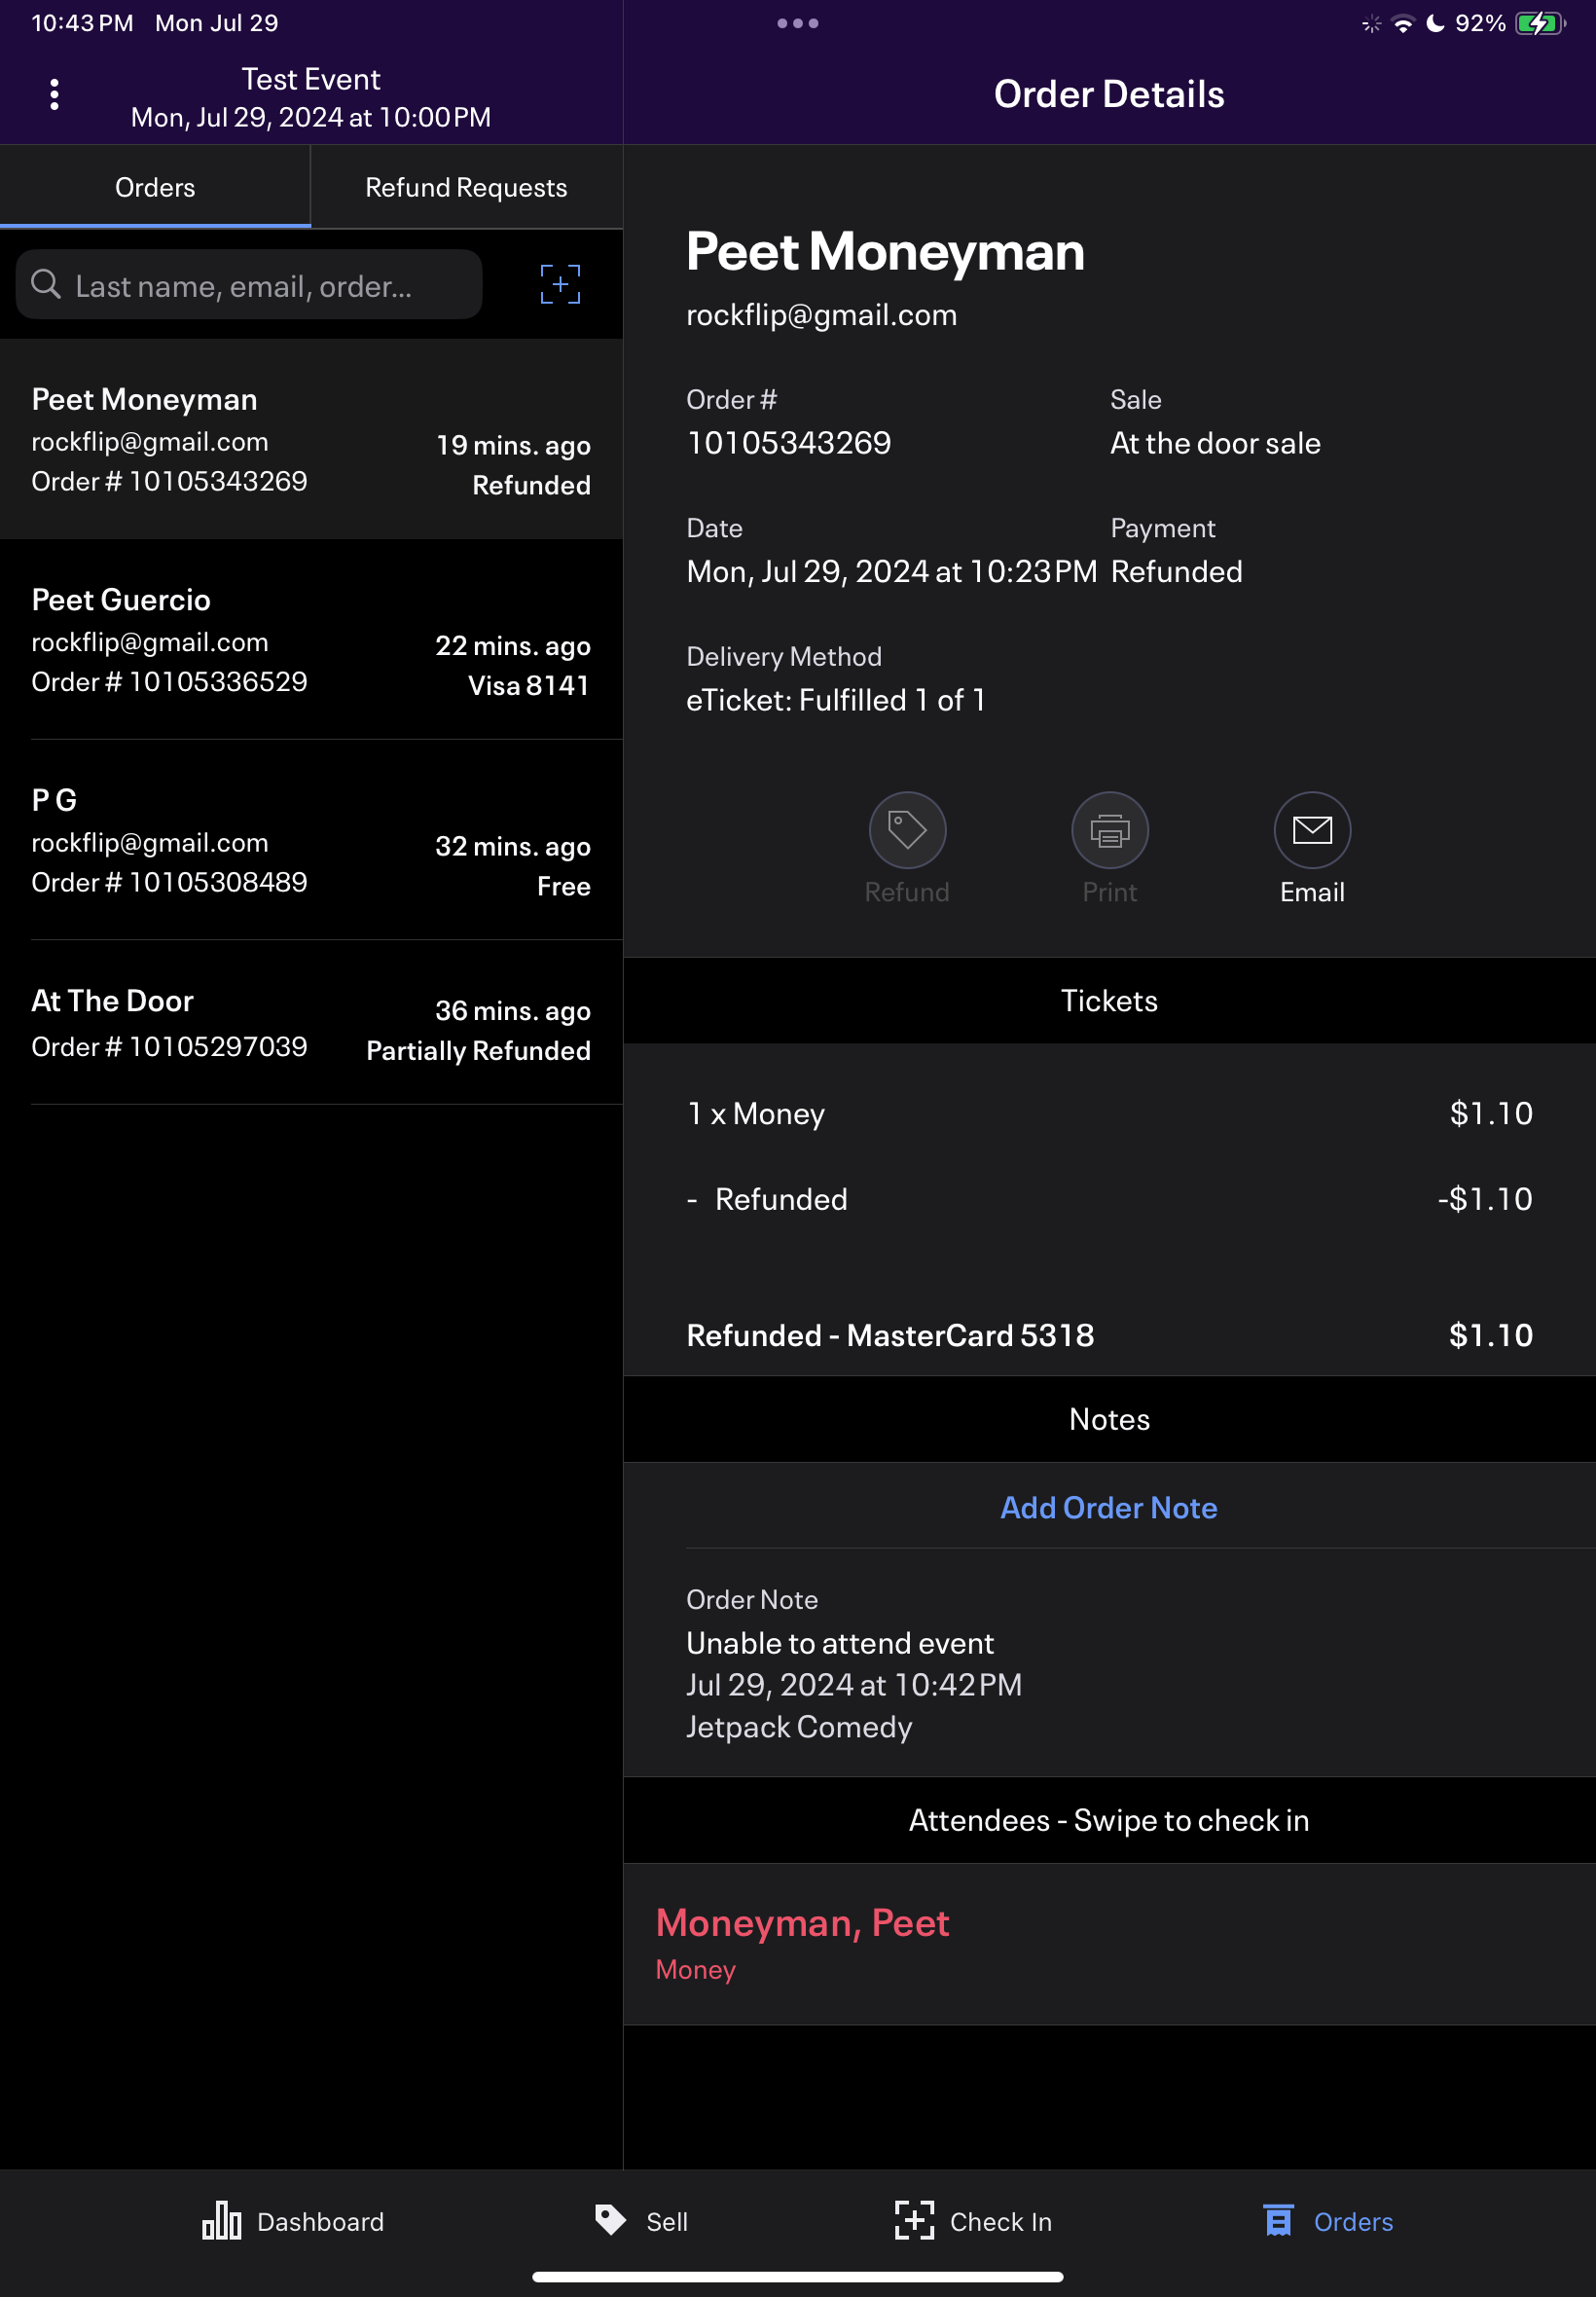 10:43 PM Mon Jul 29
92%
Test Event
Mon, Jul 29, 2024 at 10:00 PM
Order Details
Orders
Refund Requests
Last name, email, order...
Peet Moneyman
rockflip@gmail.com
19 mins. ago
Order # 10105343269
Refunded
Peet Guercio
rockflip@gmail.com
22 mins. ago
Order # 10105336529
Visa 8141
P G
rockflip@gmail.com
32 mins. ago
Order # 10105308489
Free
At The Door
36 mins. ago
Order # 10105297039
Partially Refunded
Peet Moneyman
rockflip@gmail.com
Order #
Sale
10105343269
At the door sale
Date
Payment
Mon, Jul 29, 2024 at 10:23 PM
Refunded
Delivery Method
eTicket: Fulfilled 1 of 1
Refund
Print
Email
Tickets
1 x Money
$1.10
- Refunded
-$1.10
Refunded - MasterCard 5318
$1.10
Notes
Add Order Note
Order Note
Unable to attend event
Jul 29, 2024 at 10:42 PM
Jetpack Comedy
Attendees - Swipe to check in
Moneyman, Peet
Money
Dashboard
Sell
Check In
Orders